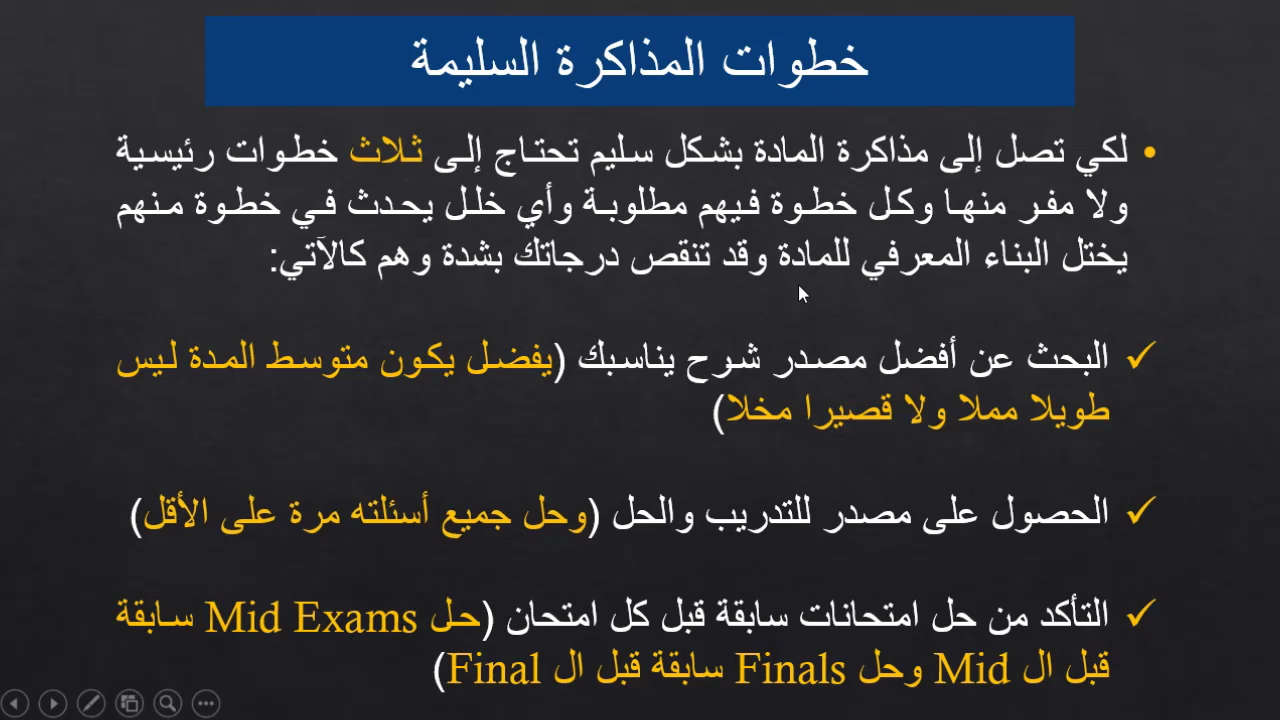 خطوات المذاكرة السليمة
• لكي تصل إلى مذاكرة المادة بشكل سليم تحتاج إلى ثلاث خطوات رئيسية
ولا مفر منها وكل خطوة فيهم مطلوبة وأي خلل يحدث في خطوة منهم
يختل البناء المعرفي للمادة وقد تنقص درجاتك بشدة وهم كالآتي:
✓ البحث عن أفضل مصدر شرح يناسبك (يفضل يكون متوسط المدة ليس
طويلا مملا ولا قصيرا مخلا)
✓ الحصول على مصدر للتدريب والحل (وحل جميع أسئلته مرة على الأقل)
✓ التأكد من حل امتحانات سابقة قبل كل امتحان (حل Mid Exams سابقة
قبل ال Mid وحل Finals سابقة قبل ال Final)